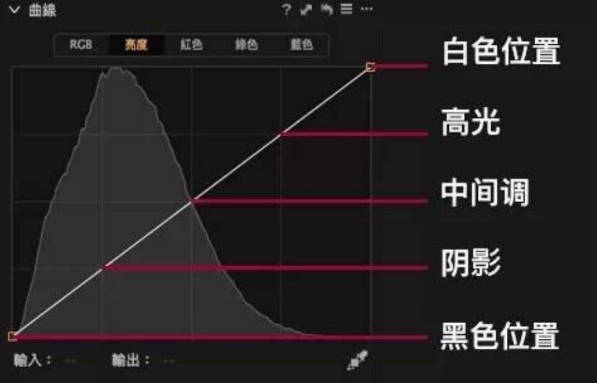 曲線
RGB 亮度 紅色 綠色 藍色
白色位置
高光
中间调
阴影
黑色位置
輸入： -- 輸出： --